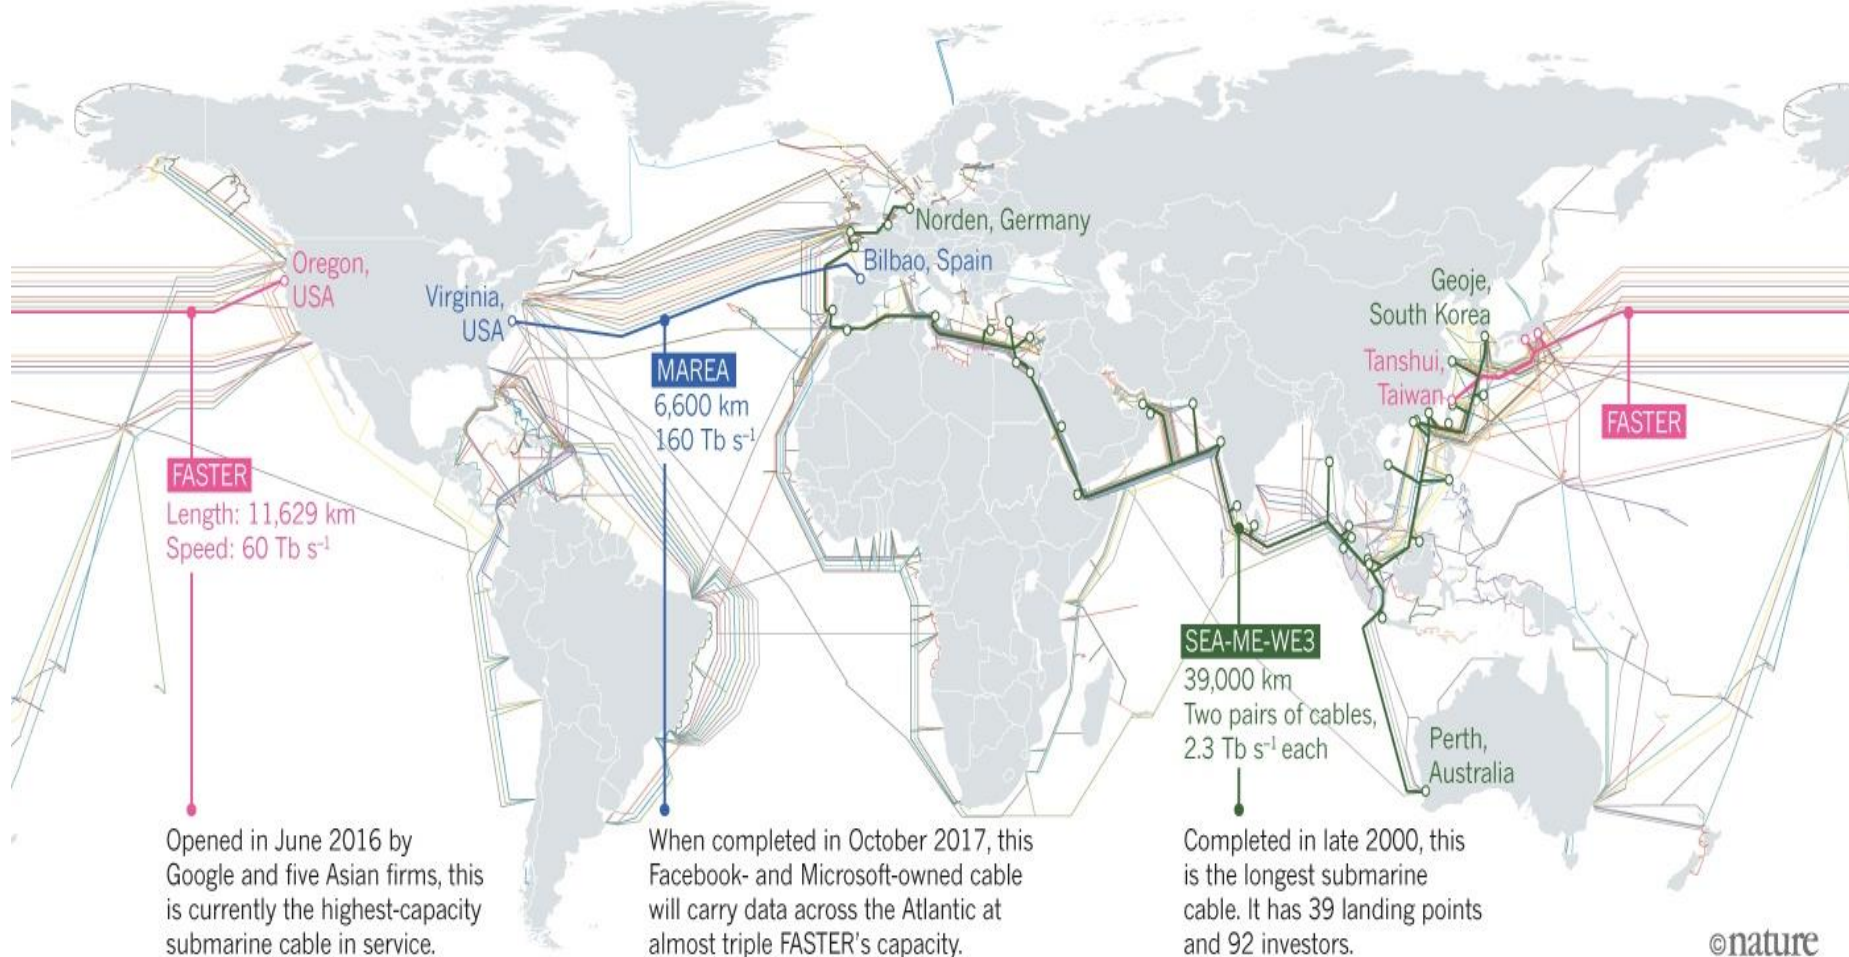 Norden, Germany
Bilbao, Spain
Oregon,
USA
Virginia,
USA
Geoje,
South Korea
Tanshui,
Taiwan
MAREA
6,600 km
160 Tb s⁻¹
FASTER
FASTER
Length: 11,629 km
Speed: 60 Tb s⁻¹
SEA-ME-WE3
39,000 km
Two pairs of cables,
2.3 Tb s⁻¹ each
Perth,
Australia
Opened in June 2016 by
Google and five Asian firms, this
is currently the highest-capacity
submarine cable in service.
When completed in October 2017, this
Facebook- and Microsoft-owned cable
will carry data across the Atlantic at
almost triple FASTER’s capacity.
Completed in late 2000, this
is the longest submarine
cable. It has 39 landing points
and 92 investors.
©nature